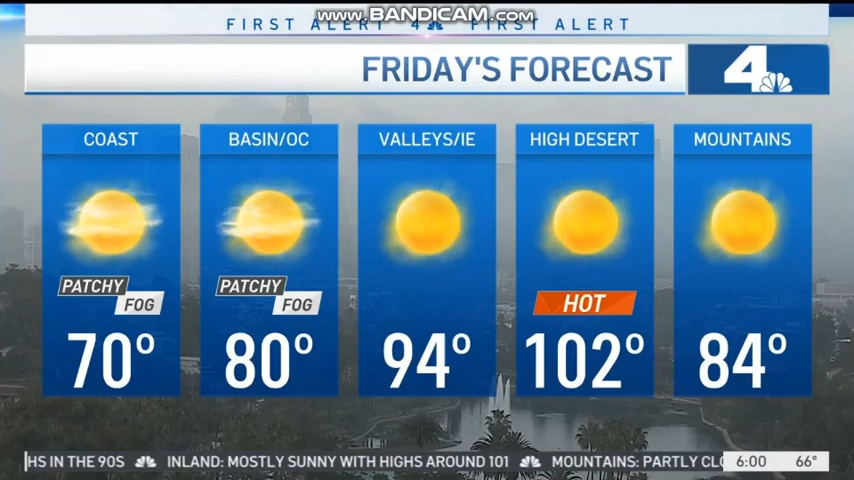 www.BANDICAM.com
FIRST ALERT 4 FIRST ALERT
FRIDAY'S FORECAST
4
COAST
PATCHY
FOG
70°
BASIN/OC
PATCHY
FOG
80°
VALLEYS/IE
94°
HIGH DESERT
HOT
102°
MOUNTAINS
84°
HS IN THE 90S INLAND: MOSTLY SUNNY WITH HIGHS AROUND 101 MOUNTAINS: PARTLY CLO
6:00 66°